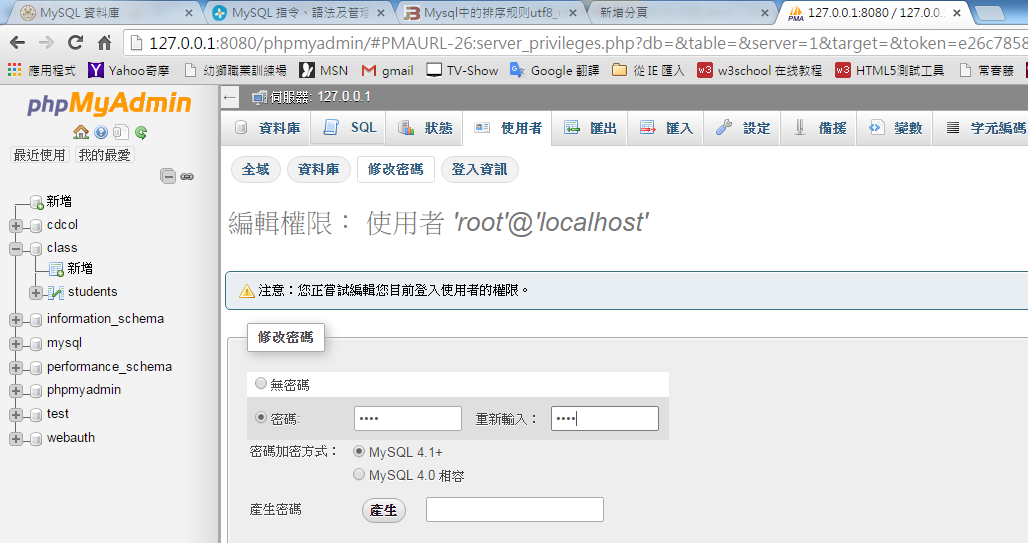 MySQL 資料庫
MySQL 指令、語法及管理
Mysql中的排序规则utf8_u
新增分頁
127.0.0.1:8080 / 127.0.0.
127.0.0.1:8080/phpmyadmin/#PMAURL-26:server_privileges.php?db=&table=&server=1&target=&token=e26c7858
應用程式 Yahoo奇摩 幼獅職業訓練場 MSN gmail TV-Show Google 翻譯 從 IE 匯入 w3school 在线教程 HTML5測試工具 常春藤
phpMyAdmin
最近使用 我的最愛
新增
cdcol
class
新增
students
information_schema
mysql
performance_schema
phpmyadmin
test
webauth
伺服器: 127.0.0.1
資料庫 SQL 狀態 使用者 匯出 匯入 設定 備援 變數 字元編碼
全域 資料庫 修改密碼 登入資訊
編輯權限： 使用者 'root'@'localhost'
注意：您正嘗試編輯您目前登入使用者的權限。
修改密碼
無密碼
密碼: •••• 重新輸入： ••••
密碼加密方式： MySQL 4.1+
MySQL 4.0 相容
產生密碼 產生